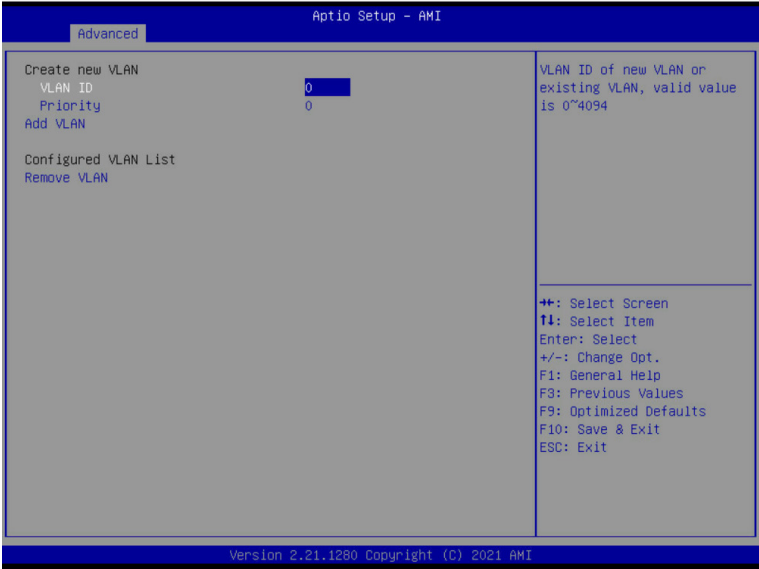 Aptio Setup – AMI
Advanced
Create new VLAN
VLAN ID 0
Priority 0
Add VLAN
Configured VLAN List
Remove VLAN
VLAN ID of new VLAN or
existing VLAN, valid value
is 0~4094
→←: Select Screen
↑↓: Select Item
Enter: Select
+/-: Change Opt.
F1: General Help
F3: Previous Values
F9: Optimized Defaults
F10: Save & Exit
ESC: Exit
Version 2.21.1280 Copyright (C) 2021 AMI